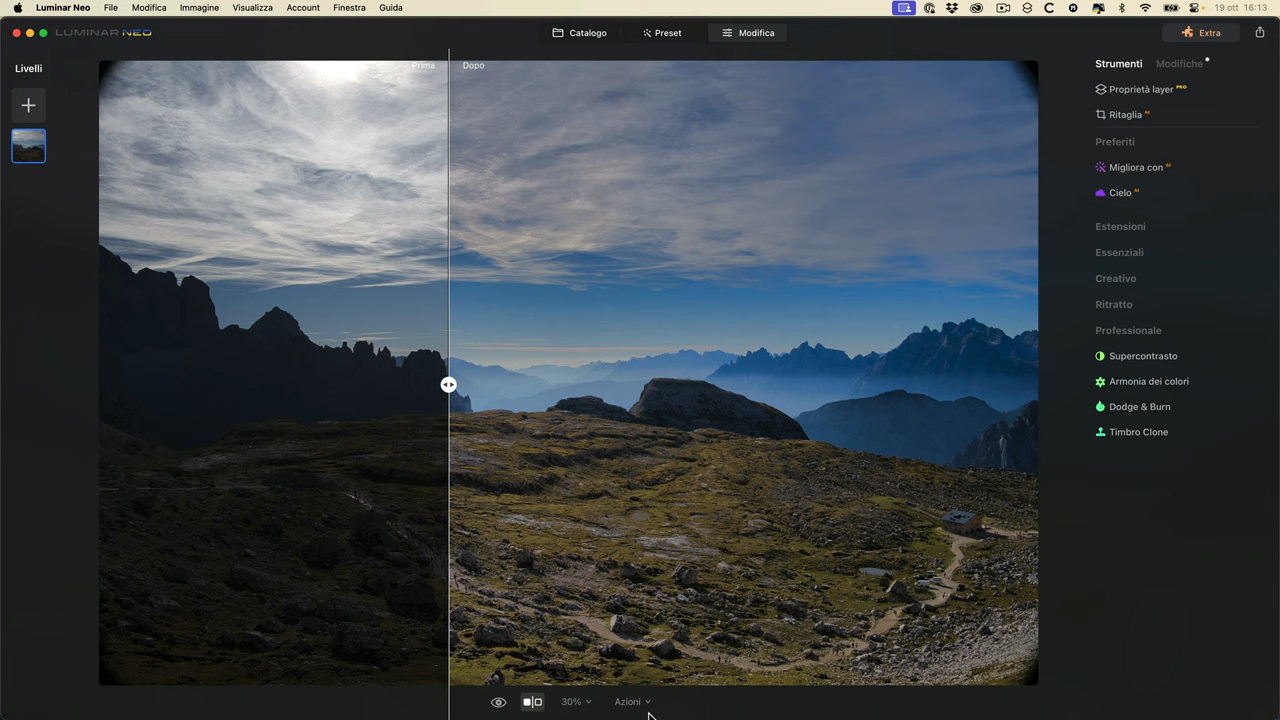 Luminar Neo File Modifica Immagine Visualizza Account Finestra Guida 19 ott 16:13
LUMINAR NEO Catalogo Preset Modifica Extra
Livelli
Prima Dopo
Strumenti Modifiche
Proprietà layer PRO
Ritaglia AI
Preferiti
Migliora con AI
Cielo AI
Estensioni
Essenziali
Creativo
Ritratto
Professionale
Supercontrasto
Armonia dei colori
Dodge & Burn
Timbro Clone
30% Azioni